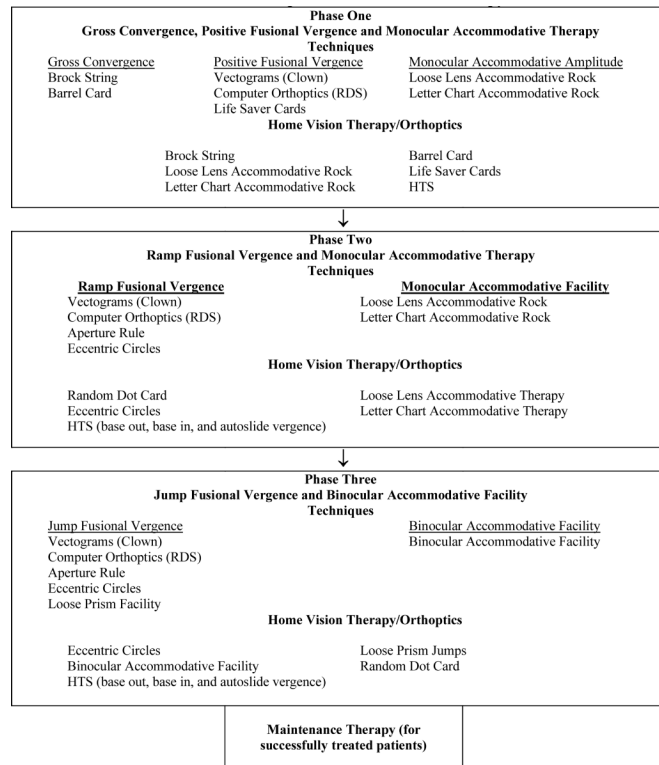 Phase One
Gross Convergence, Positive Fusional Vergence and Monocular Accommodative Therapy
Techniques
Gross Convergence Positive Fusional Vergence Monocular Accommodative Amplitude
Brock String Vectograms (Clown) Loose Lens Accommodative Rock
Barrel Card Computer Orthoptics (RDS) Letter Chart Accommodative Rock
Life Saver Cards
Home Vision Therapy/Orthoptics
Brock String Barrel Card
Loose Lens Accommodative Rock Life Saver Cards
Letter Chart Accommodative Rock HTS
Phase Two
Ramp Fusional Vergence and Monocular Accommodative Therapy
Techniques
Ramp Fusional Vergence Monocular Accommodative Facility
Vectograms (Clown) Loose Lens Accommodative Rock
Computer Orthoptics (RDS) Letter Chart Accommodative Rock
Aperture Rule
Eccentric Circles
Home Vision Therapy/Orthoptics
Random Dot Card Loose Lens Accommodative Therapy
Eccentric Circles Letter Chart Accommodative Therapy
HTS (base out, base in, and autoslide vergence)
Phase Three
Jump Fusional Vergence and Binocular Accommodative Facility
Techniques
Jump Fusional Vergence Binocular Accommodative Facility
Vectograms (Clown) Binocular Accommodative Facility
Computer Orthoptics (RDS)
Aperture Rule
Eccentric Circles
Loose Prism Facility
Home Vision Therapy/Orthoptics
Eccentric Circles Loose Prism Jumps
Binocular Accommodative Facility Random Dot Card
HTS (base out, base in, and autoslide vergence)
Maintenance Therapy (for
successfully treated patients)